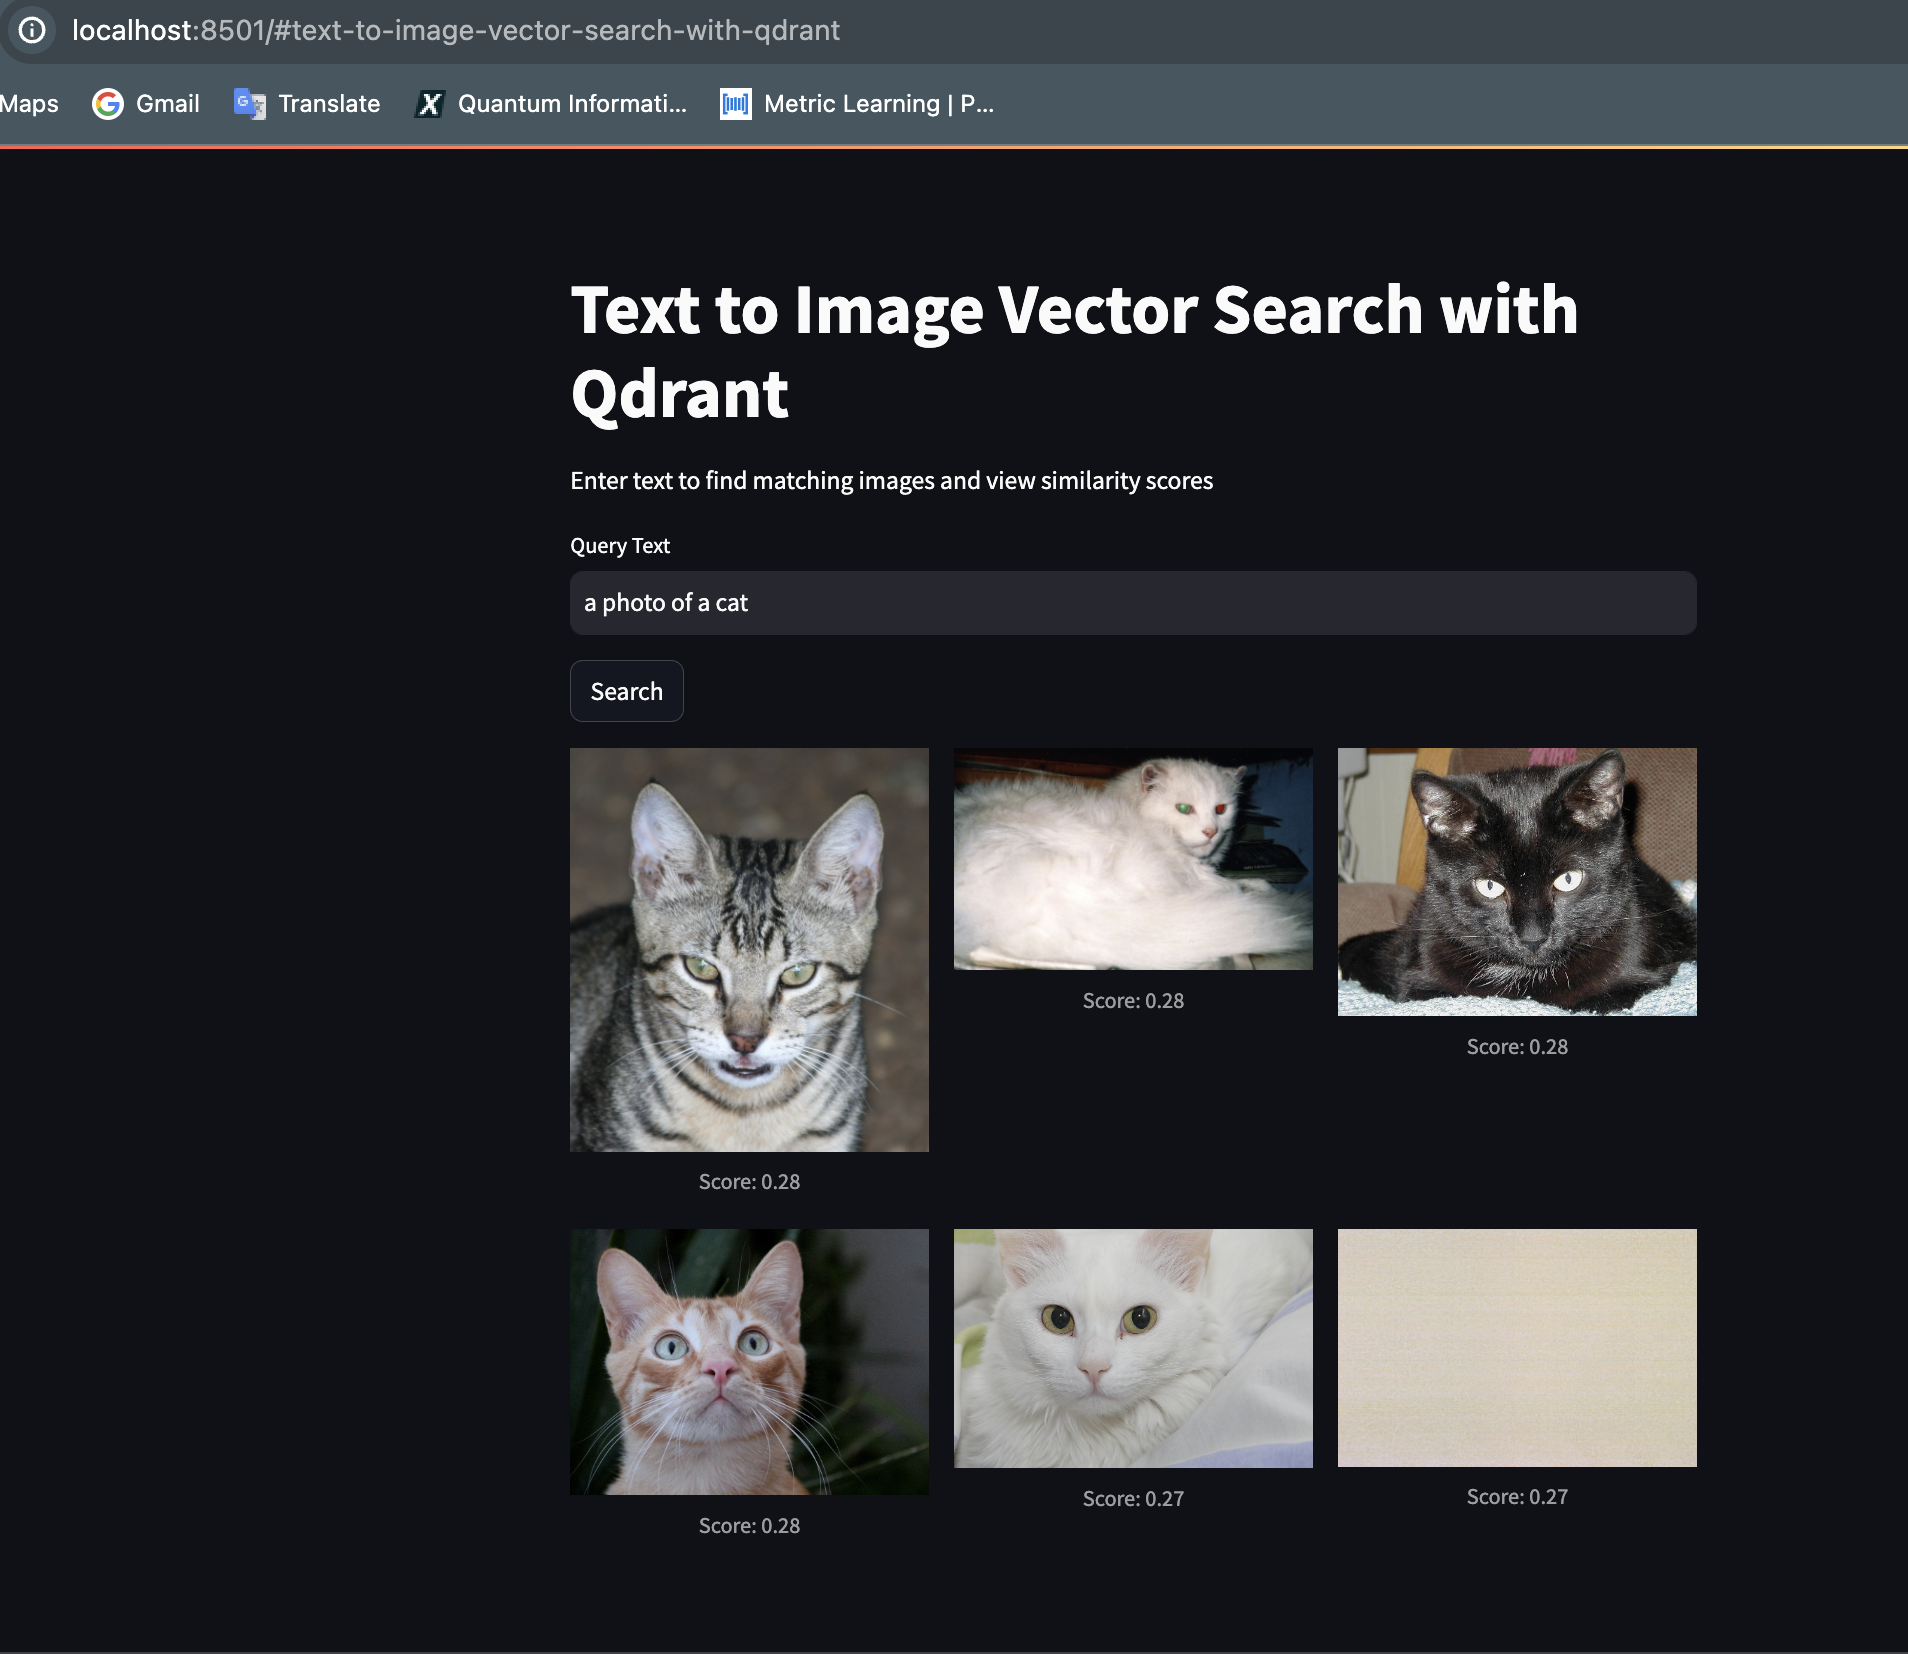 localhost:8501/#text-to-image-vector-search-with-qdrant
Maps Gmail Translate Quantum Informati... Metric Learning | P...
Text to Image Vector Search with
Qdrant
Enter text to find matching images and view similarity scores
Query Text
a photo of a cat
Search
Score: 0.28
Score: 0.28
Score: 0.28
Score: 0.28
Score: 0.27
Score: 0.27